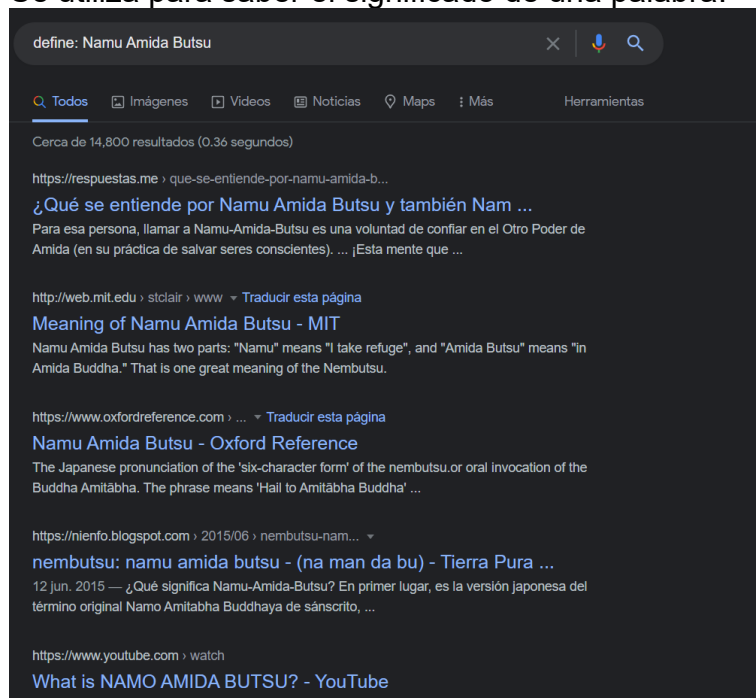 Se utiliza para saber el significado de una palabra.
define: Namu Amida Butsu
Todos Imágenes Videos Noticias Maps Más Herramientas
Cerca de 14,800 resultados (0.36 segundos)
https://respuestas.me › que-se-entiende-por-namu-amida-b...
¿Qué se entiende por Namu Amida Butsu y también Nam ...
Para esa persona, llamar a Namu-Amida-Butsu es una voluntad de confiar en el Otro Poder de
Amida (en su práctica de salvar seres conscientes). ... ¡Esta mente que ...
http://web.mit.edu › stclair › www Traducir esta página
Meaning of Namu Amida Butsu - MIT
Namu Amida Butsu has two parts: "Namu" means "I take refuge", and "Amida Butsu" means "in
Amida Buddha." That is one great meaning of the Nembutsu.
https://www.oxfordreference.com › ... Traducir esta página
Namu Amida Butsu - Oxford Reference
The Japanese pronunciation of the 'six-character form' of the nembutsu.or oral invocation of the
Buddha Amitābha. The phrase means 'Hail to Amitābha Buddha' ...
https://nienfo.blogspot.com › 2015/06 › nembutsu-nam...
nembutsu: namu amida butsu - (na man da bu) - Tierra Pura ...
12 jun. 2015 — ¿Qué significa Namu-Amida-Butsu? En primer lugar, es la versión japonesa del
término original Namo Amitabha Buddhaya de sánscrito, ...
https://www.youtube.com › watch
What is NAMO AMIDA BUTSU? - YouTube